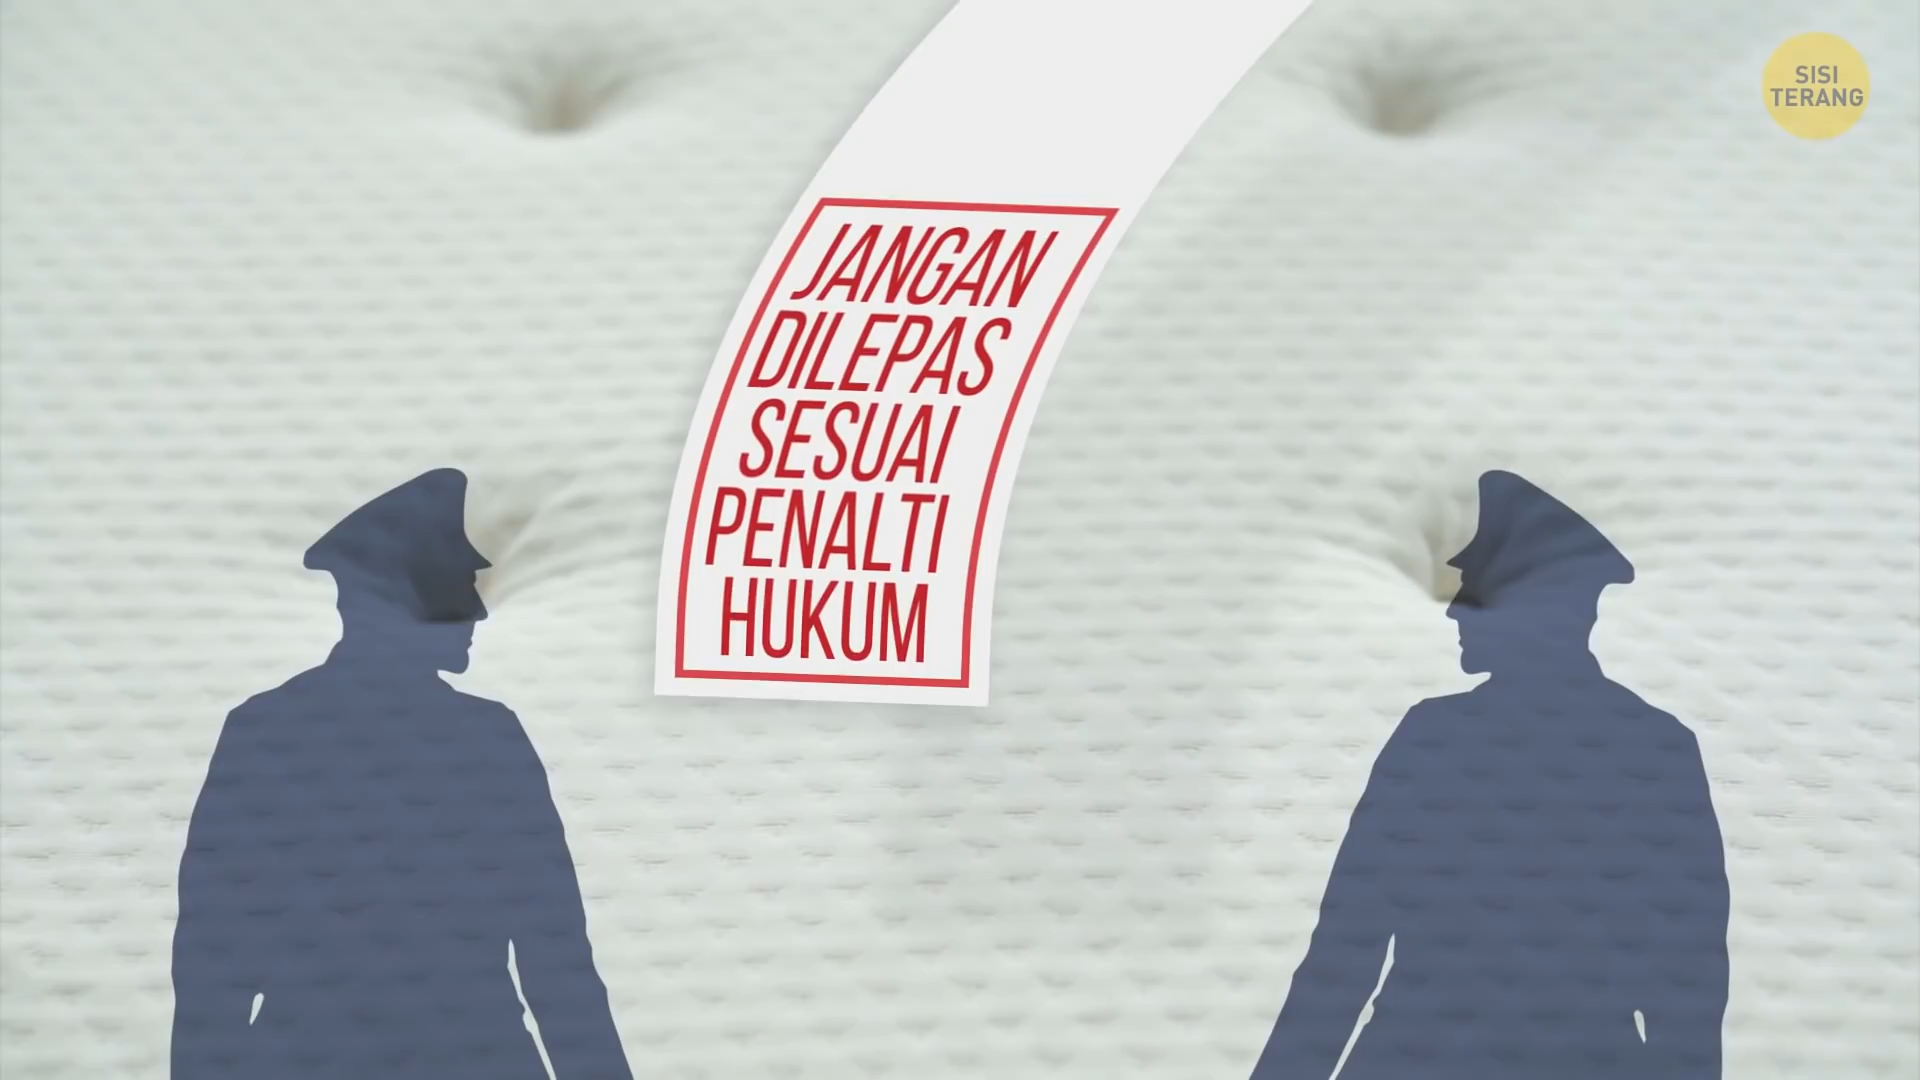 SISI
TERANG
JANGAN
DILEPAS
SESUAI
PENALTI
HUKUM